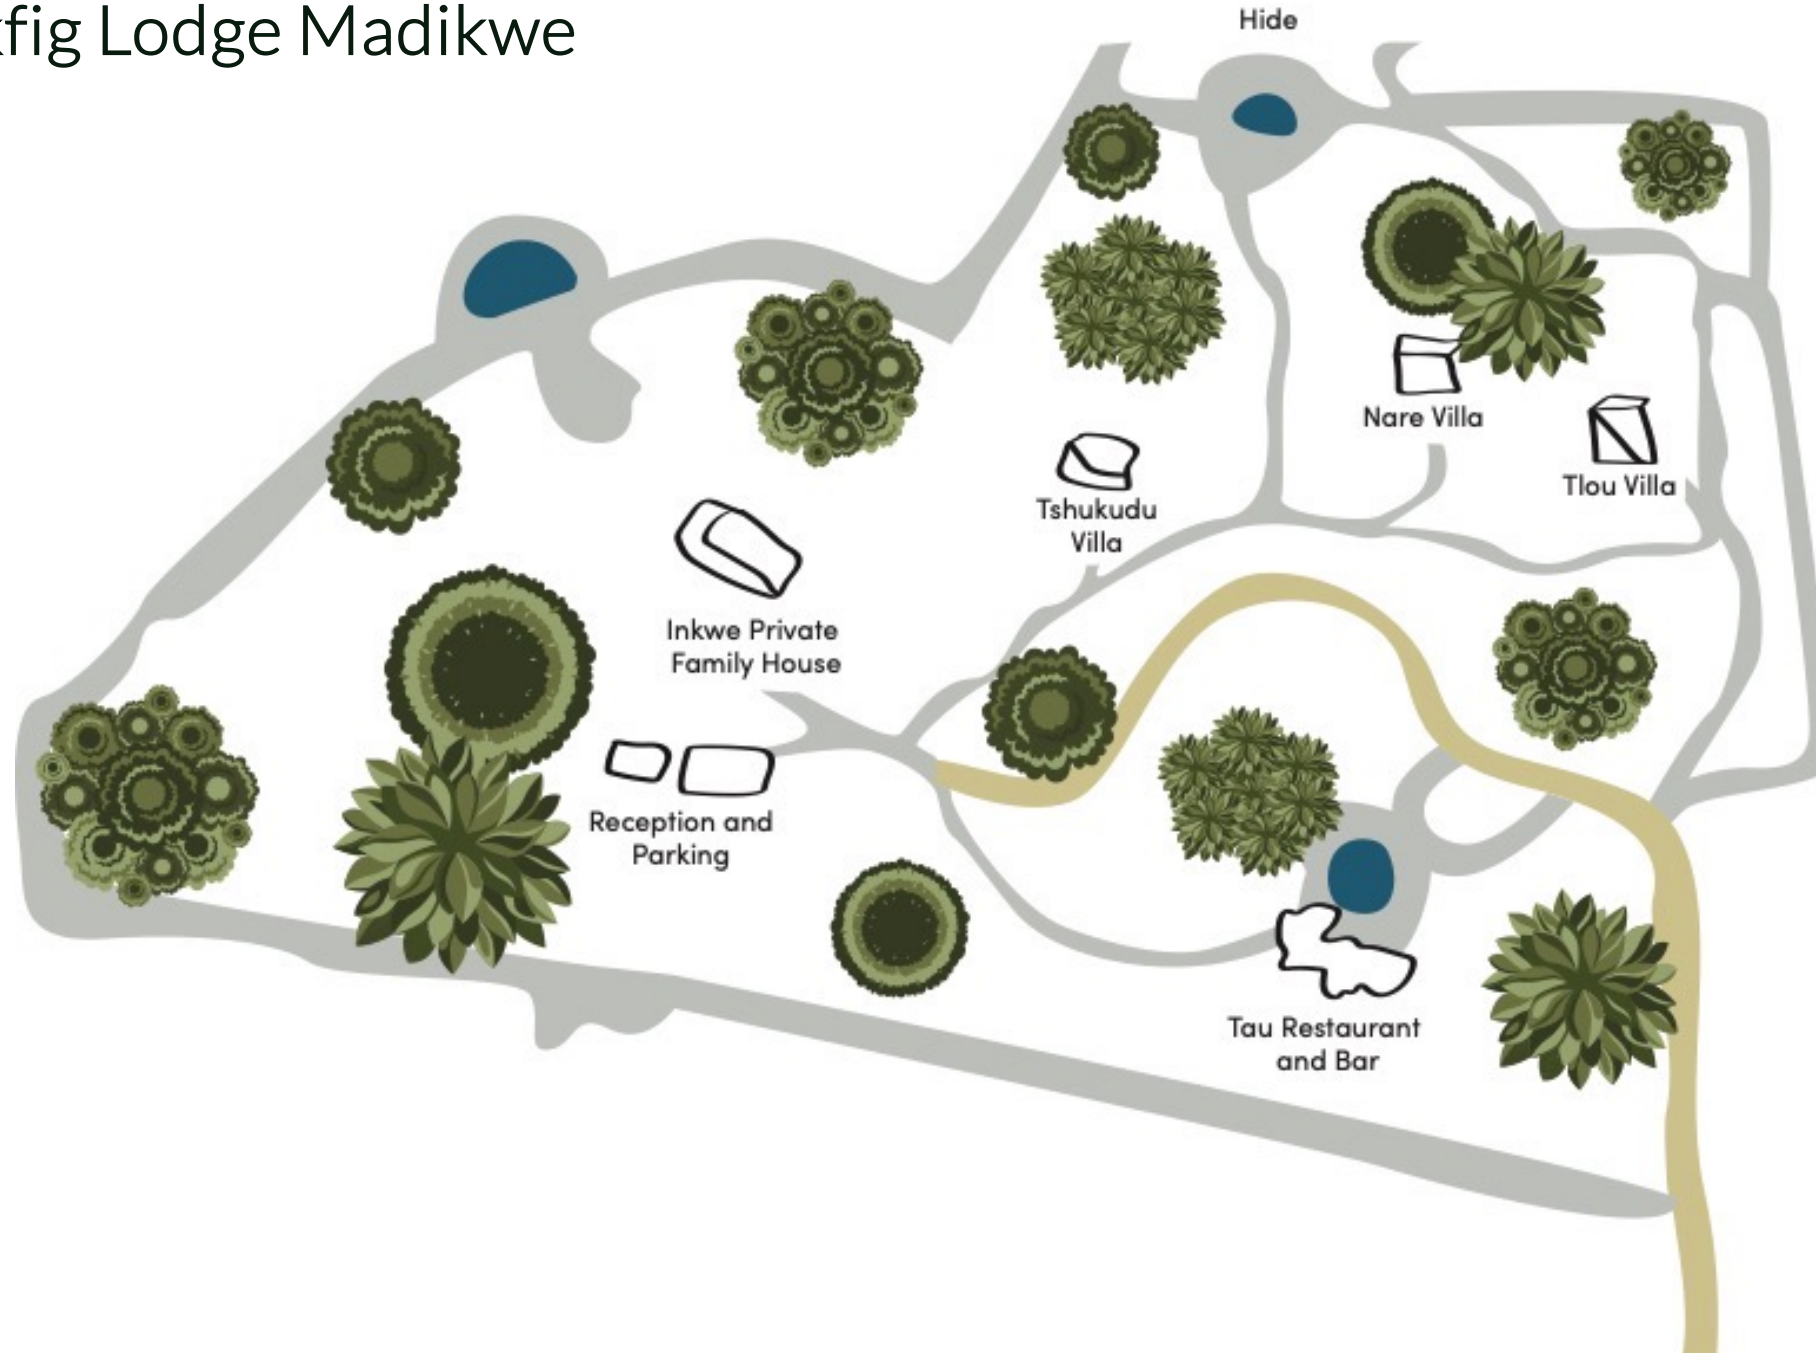 fig Lodge Madikwe
Hide
Nare Villa
Tlou Villa
Tshukudu
Villa
Inkwe Private
Family House
Reception and
Parking
Tau Restaurant
and Bar